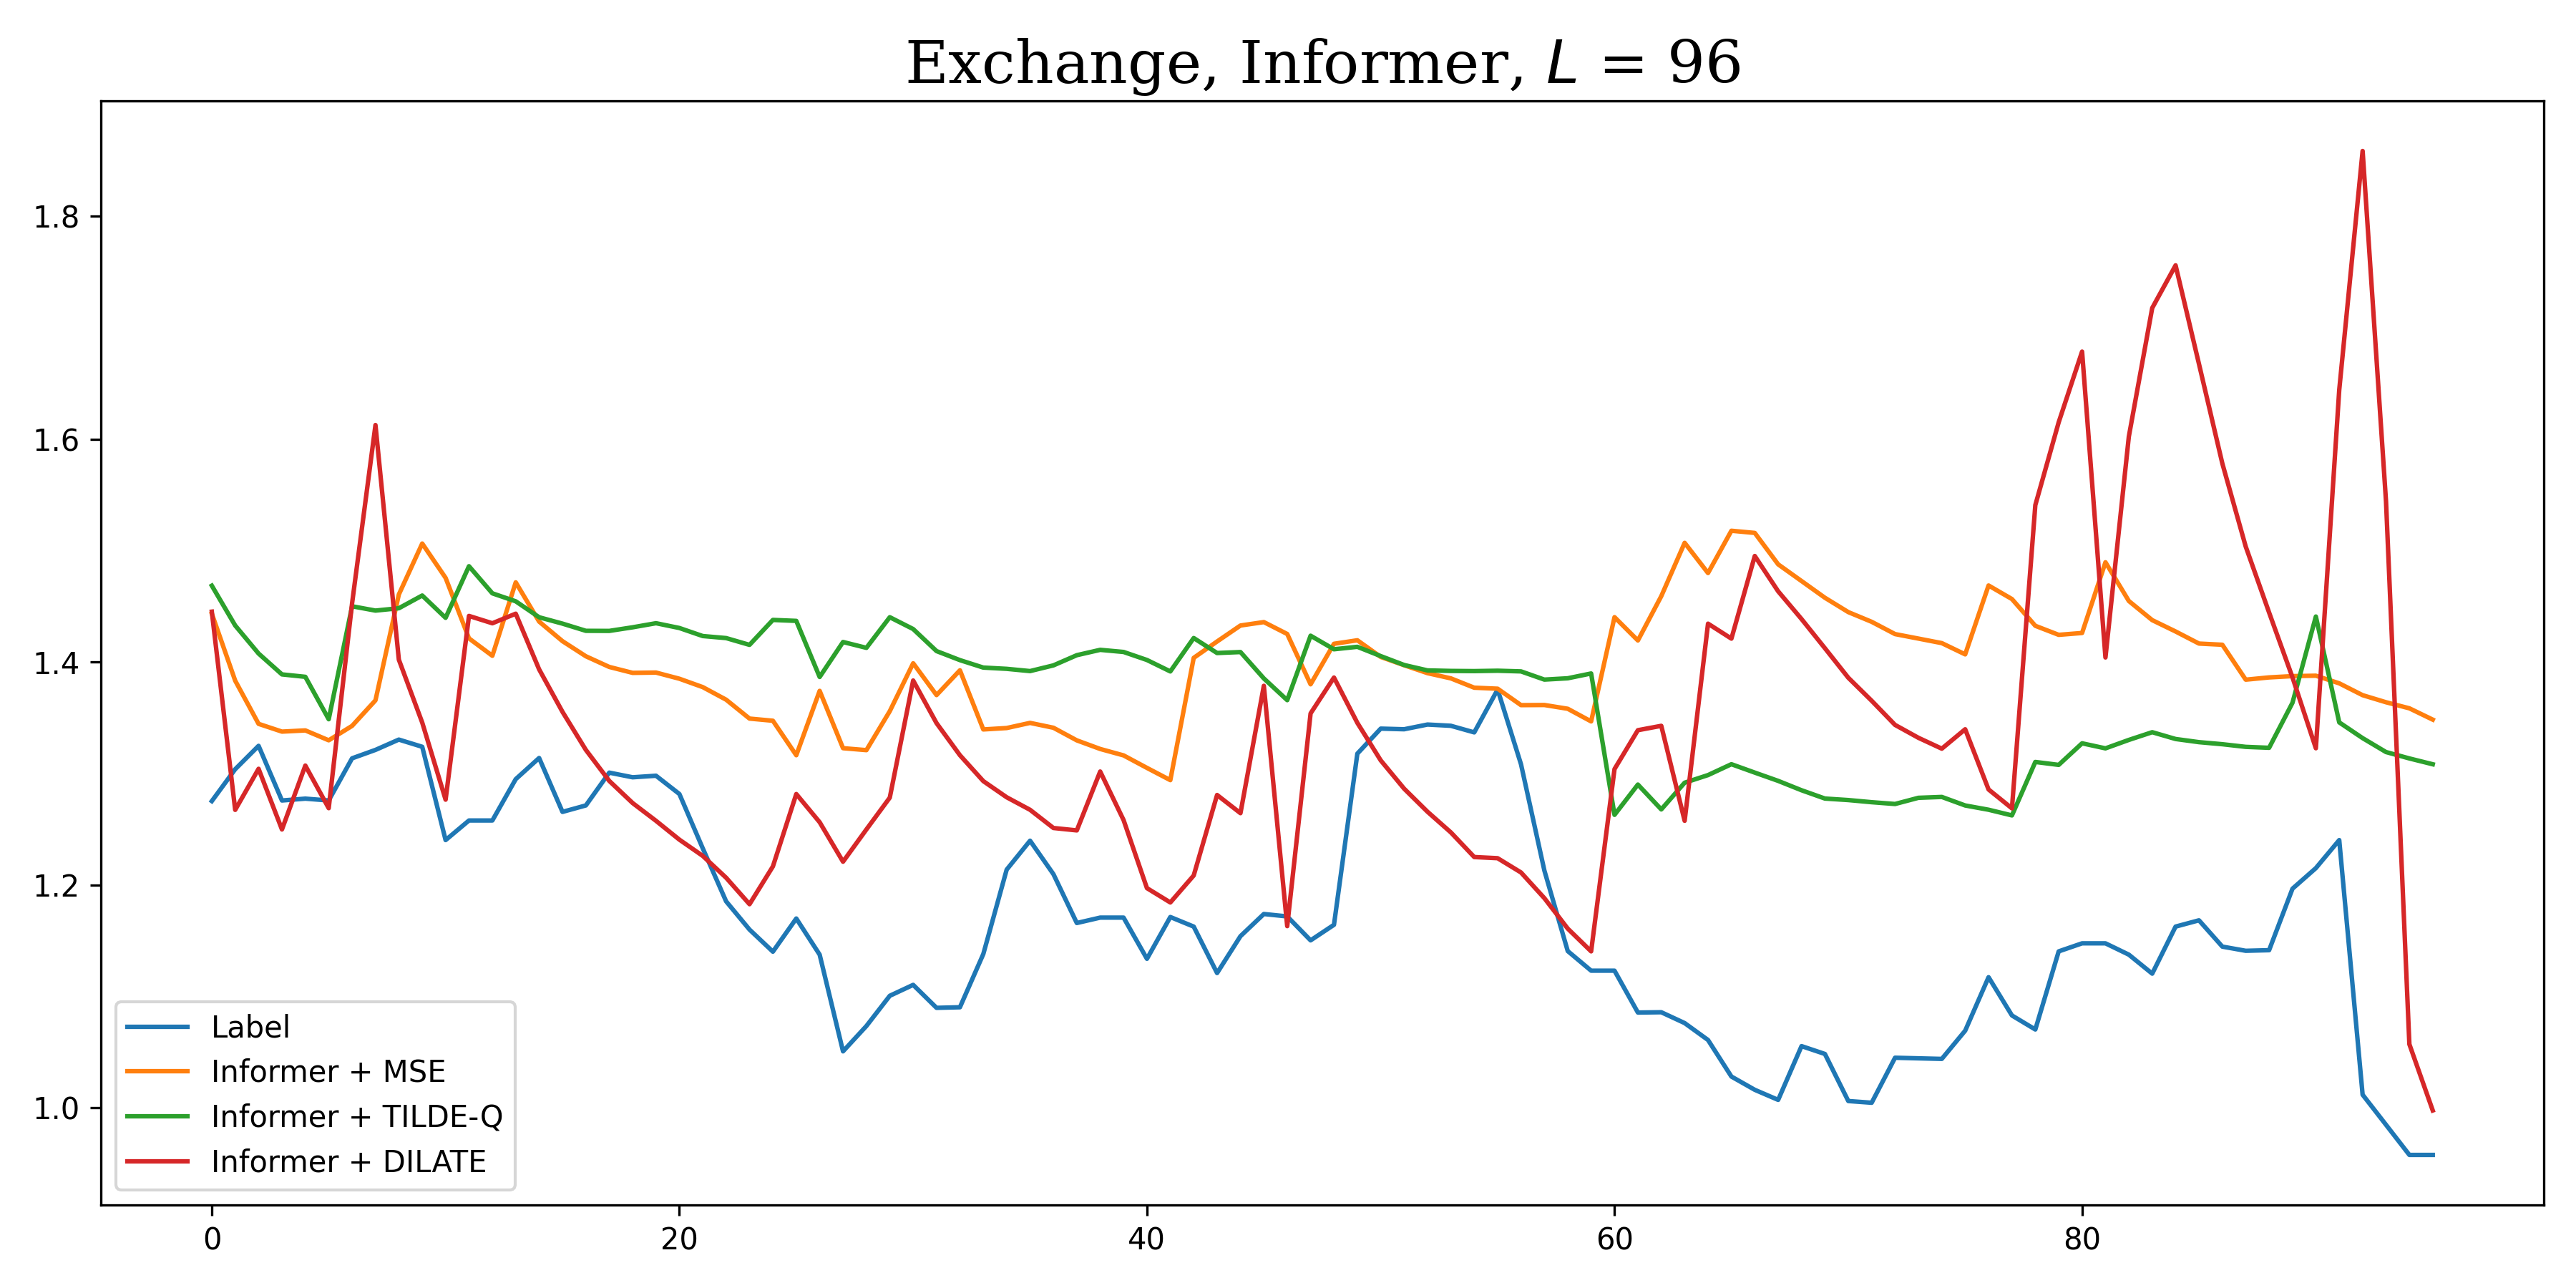 Exchange, Informer, L = 96
1.8
1.6
1.4
1.2
1.0
Label
Informer + MSE
Informer + TILDE-Q
Informer + DILATE
0 20 40 60 80